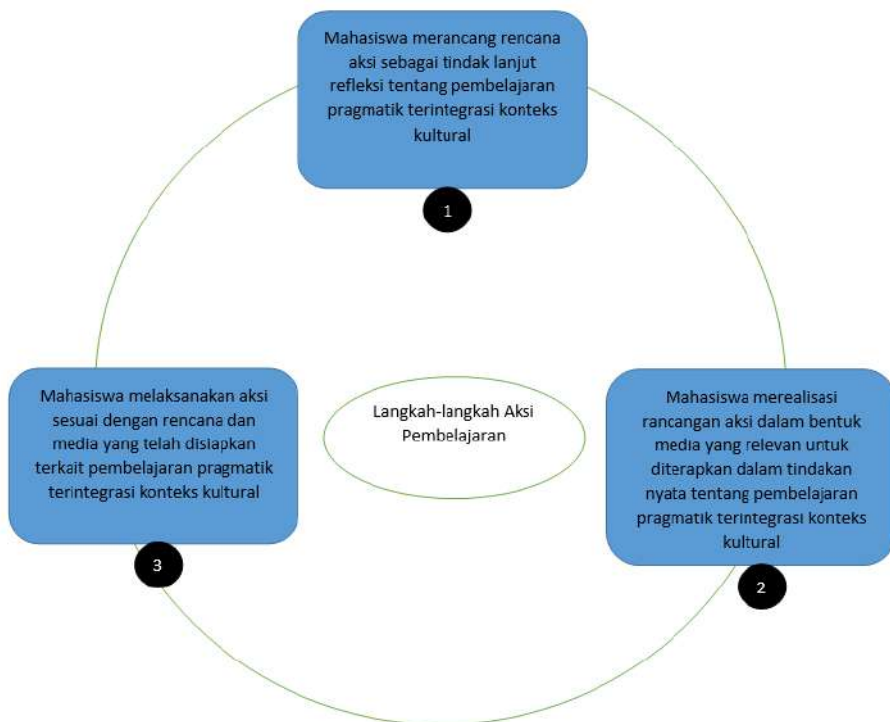 Mahasiswa merancang rencana
aksi sebagai tindak lanjut
refleksi tentang pembelajaran
pragmatik terintegrasi konteks
kultural
1
Mahasiswa merealisasi
rancangan aksi dalam bentuk
media yang relevan untuk
diterapkan dalam tindakan
nyata tentang pembelajaran
pragmatik terintegrasi konteks
kultural
2
Mahasiswa melaksanakan aksi
sesuai dengan rencana dan
media yang telah disiapkan
terkait pembelajaran pragmatik
terintegrasi konteks kultural
3
Langkah-langkah Aksi
Pembelajaran